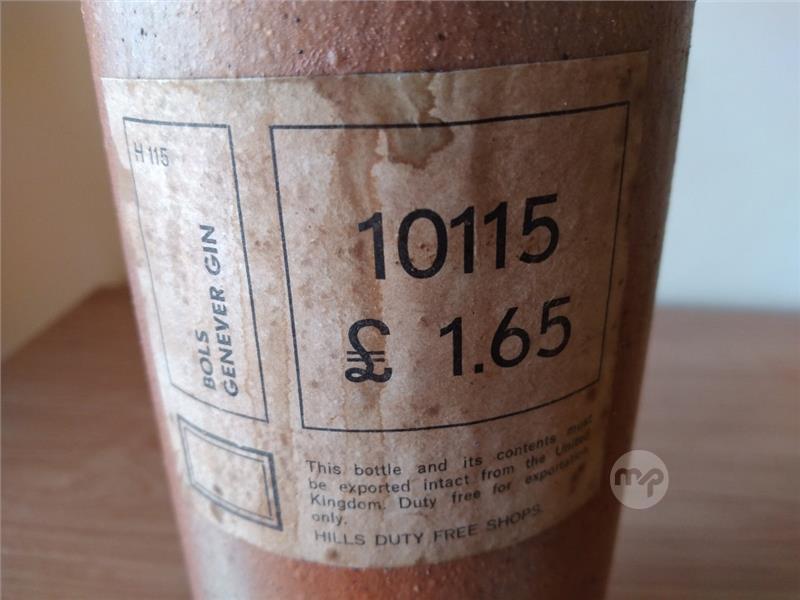 H 115
BOLS
GENEVER GIN
10115
£ 1.65
This bottle and its contents must
be exported intact from the United
Kingdom. Duty free for exportation
only.
HILLS DUTY FREE SHOPS.
mp